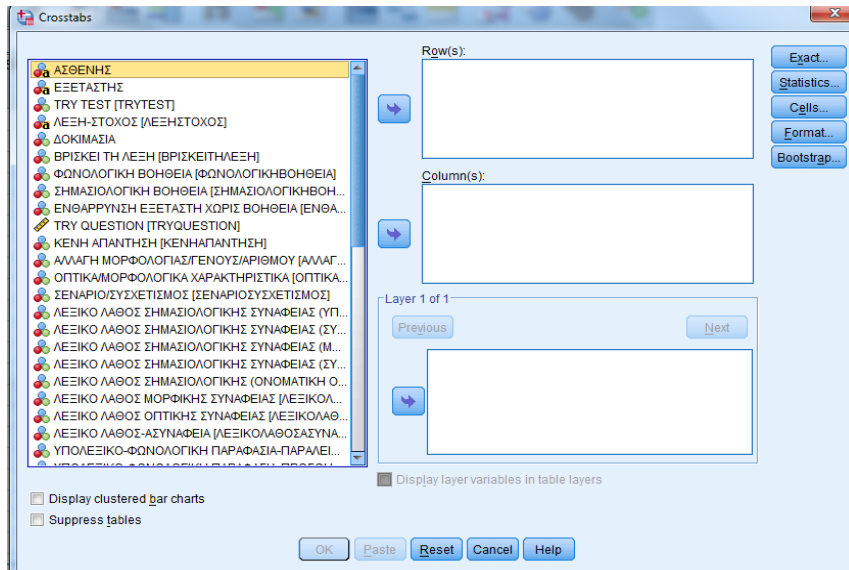 Crosstabs
ΑΣΘΕΝΗΣ
ΕΞΕΤΑΣΤΗΣ
TRY TEST [TRYTEST]
ΛΕΞΗ-ΣΤΟΧΟΣ [ΛΕΞΗΣΤΟΧΟΣ]
ΔΟΚΙΜΑΣΙΑ
ΒΡΙΣΚΕΙ ΤΗ ΛΕΞΗ [ΒΡΙΣΚΕΙΤΗΛΕΞΗ]
ΦΩΝΟΛΟΓΙΚΗ ΒΟΗΘΕΙΑ [ΦΩΝΟΛΟΓΙΚΗΒΟΗΘΕΙΑ]
ΣΗΜΑΣΙΟΛΟΓΙΚΗ ΒΟΗΘΕΙΑ [ΣΗΜΑΣΙΟΛΟΓΙΚΗΒΟΗ...
ΕΝΘΑΡΡΥΝΣΗ ΕΞΕΤΑΣΤΗ ΧΩΡΙΣ ΒΟΗΘΕΙΑ [ΕΝΘΑ...
TRY QUESTION [TRYQUESTION]
ΚΕΝΗ ΑΠΑΝΤΗΣΗ [ΚΕΝΗΑΠΑΝΤΗΣΗ]
ΑΛΛΑΓΗ ΜΟΡΦΟΛΟΓΙΑΣ/ΓΕΝΟΥΣ/ΑΡΙΘΜΟΥ [ΑΛΛΑΓ...
ΟΠΤΙΚΑ/ΜΟΡΦΟΛΟΓΙΚΑ ΧΑΡΑΚΤΗΡΙΣΤΙΚΑ [ΟΠΤΙΚΑ...
ΣΕΝΑΡΙΟ/ΣΥΣΧΕΤΙΣΜΟΣ [ΣΕΝΑΡΙΟΣΥΣΧΕΤΙΣΜΟΣ]
ΛΕΞΙΚΟ ΛΑΘΟΣ ΣΗΜΑΣΙΟΛΟΓΙΚΗΣ ΣΥΝΑΦΕΙΑΣ (ΥΠ...
ΛΕΞΙΚΟ ΛΑΘΟΣ ΣΗΜΑΣΙΟΛΟΓΙΚΗΣ ΣΥΝΑΦΕΙΑΣ (ΣΥ...
ΛΕΞΙΚΟ ΛΑΘΟΣ ΣΗΜΑΣΙΟΛΟΓΙΚΗΣ ΣΥΝΑΦΕΙΑΣ (Μ...
ΛΕΞΙΚΟ ΛΑΘΟΣ ΣΗΜΑΣΙΟΛΟΓΙΚΗΣ ΣΥΝΑΦΕΙΑΣ (ΣΥ...
ΛΕΞΙΚΟ ΛΑΘΟΣ ΣΗΜΑΣΙΟΛΟΓΙΚΗΣ (ΟΝΟΜΑΤΙΚΗ Ο...
ΛΕΞΙΚΟ ΛΑΘΟΣ ΜΟΡΦΙΚΗΣ ΣΥΝΑΦΕΙΑΣ [ΛΕΞΙΚΟΛ...
ΛΕΞΙΚΟ ΛΑΘΟΣ ΟΠΤΙΚΗΣ ΣΥΝΑΦΕΙΑΣ [ΛΕΞΙΚΟΛΑΘ...
ΛΕΞΙΚΟ ΛΑΘΟΣ-ΑΣΥΝΑΦΕΙΑ [ΛΕΞΙΚΟΛΑΘΟΣΑΣΥΝΑ...
ΥΠΟΛΕΞΙΚΟ-ΦΩΝΟΛΟΓΙΚΗ ΠΑΡΑΦΑΣΙΑ-ΠΑΡΑΛΕΙ...
Display clustered bar charts
Suppress tables
Row(s):
Column(s):
Layer 1 of 1
Previous
Next
Display layer variables in table layers
Exact...
Statistics...
Cells...
Format...
Bootstrap...
OK
Paste
Reset
Cancel
Help